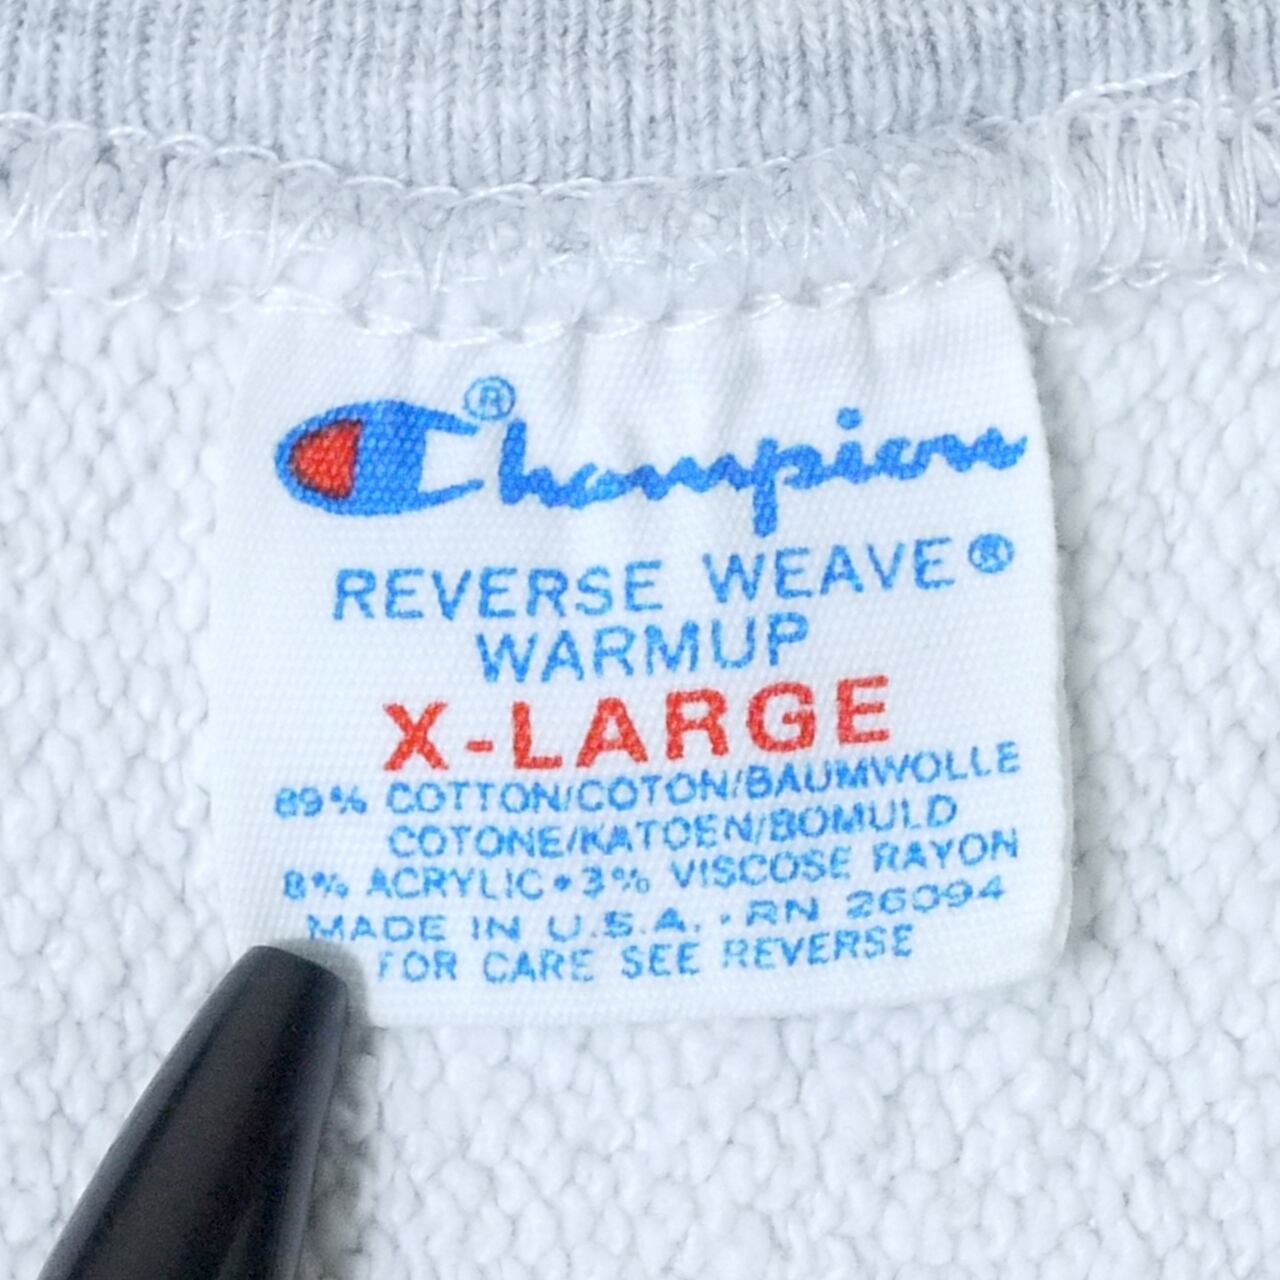 Champion®
REVERSE WEAVE®
WARMUP
X-LARGE
89% COTTON/COTON/BAUMWOLLE
COTONE/KATOEN/BOMULD
8% ACRYLIC•3% VISCOSE RAYON
MADE IN U.S.A. • RN 26094
FOR CARE SEE REVERSE